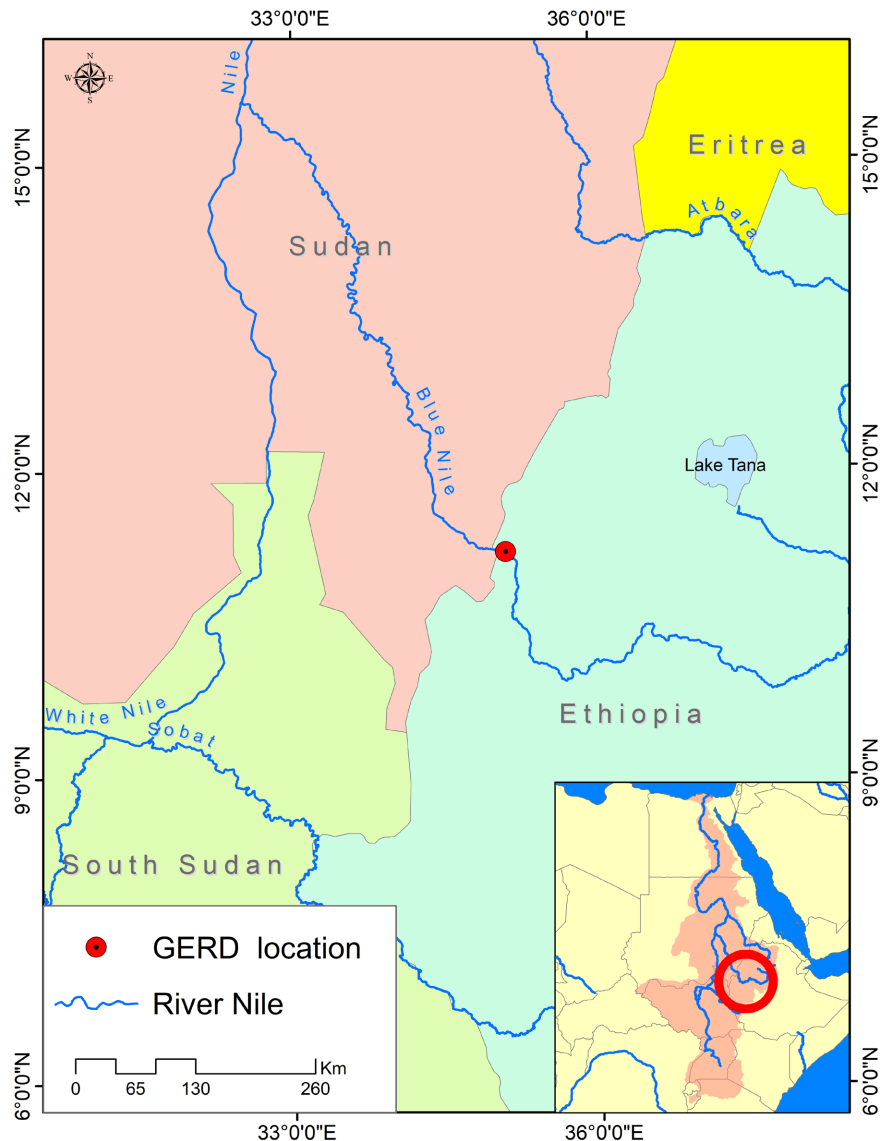 33°0'0"E 36°0'0"E
N
W E
S
Nile
15°0'0"N
15°0'0"N
Eritrea
Atbara
Sudan
Blue Nile
12°0'0"N
12°0'0"N
Lake Tana
White Nile
Sobat
Ethiopia
9°0'0"N
9°0'0"N
South Sudan
GERD location
River Nile
Km
0 65 130 260
6°0'0"N
6°0'0"N
33°0'0"E 36°0'0"E